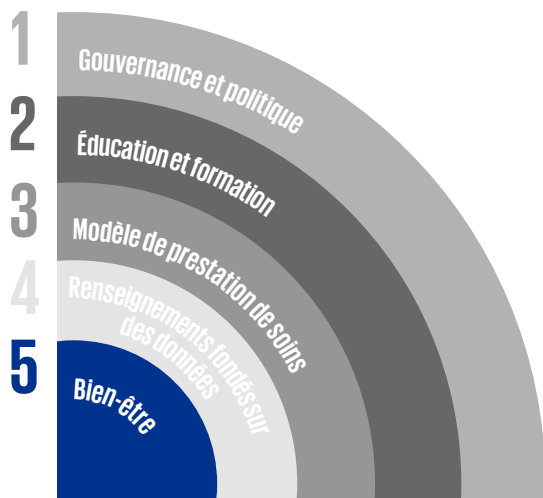 1
Gouvernance et politique
2
Éducation et formation
3
Modèle de prestation de soins
4
Renseignements fondés sur
des données
5
Bien-être